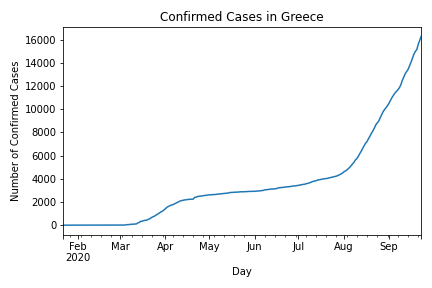 Confirmed Cases in Greece
16000
14000
12000
10000
8000
6000
4000
2000
0
Number of Confirmed Cases
Feb Mar Apr May Jun Jul Aug Sep
2020
Day